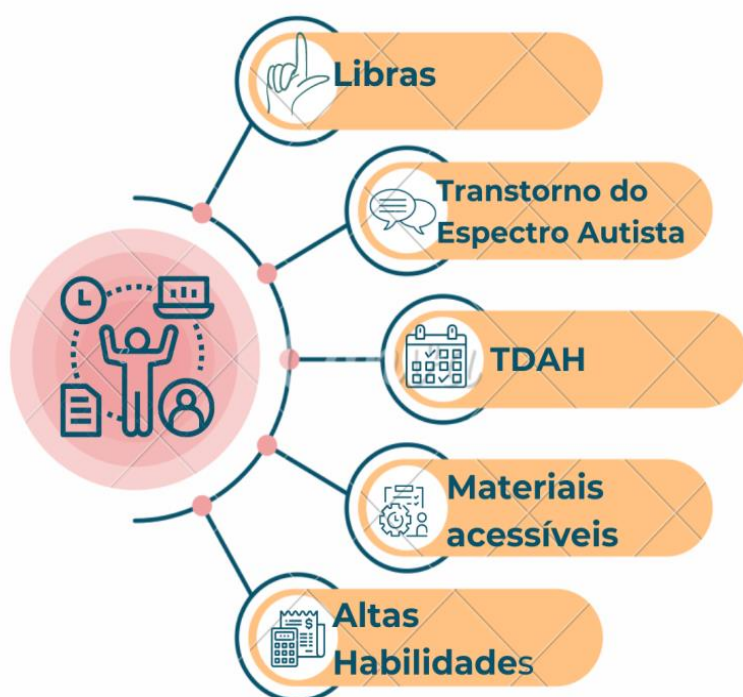 Libras
Transtorno do
Espectro Autista
TDAH
Materiais
acessíveis
Altas
Habilidades